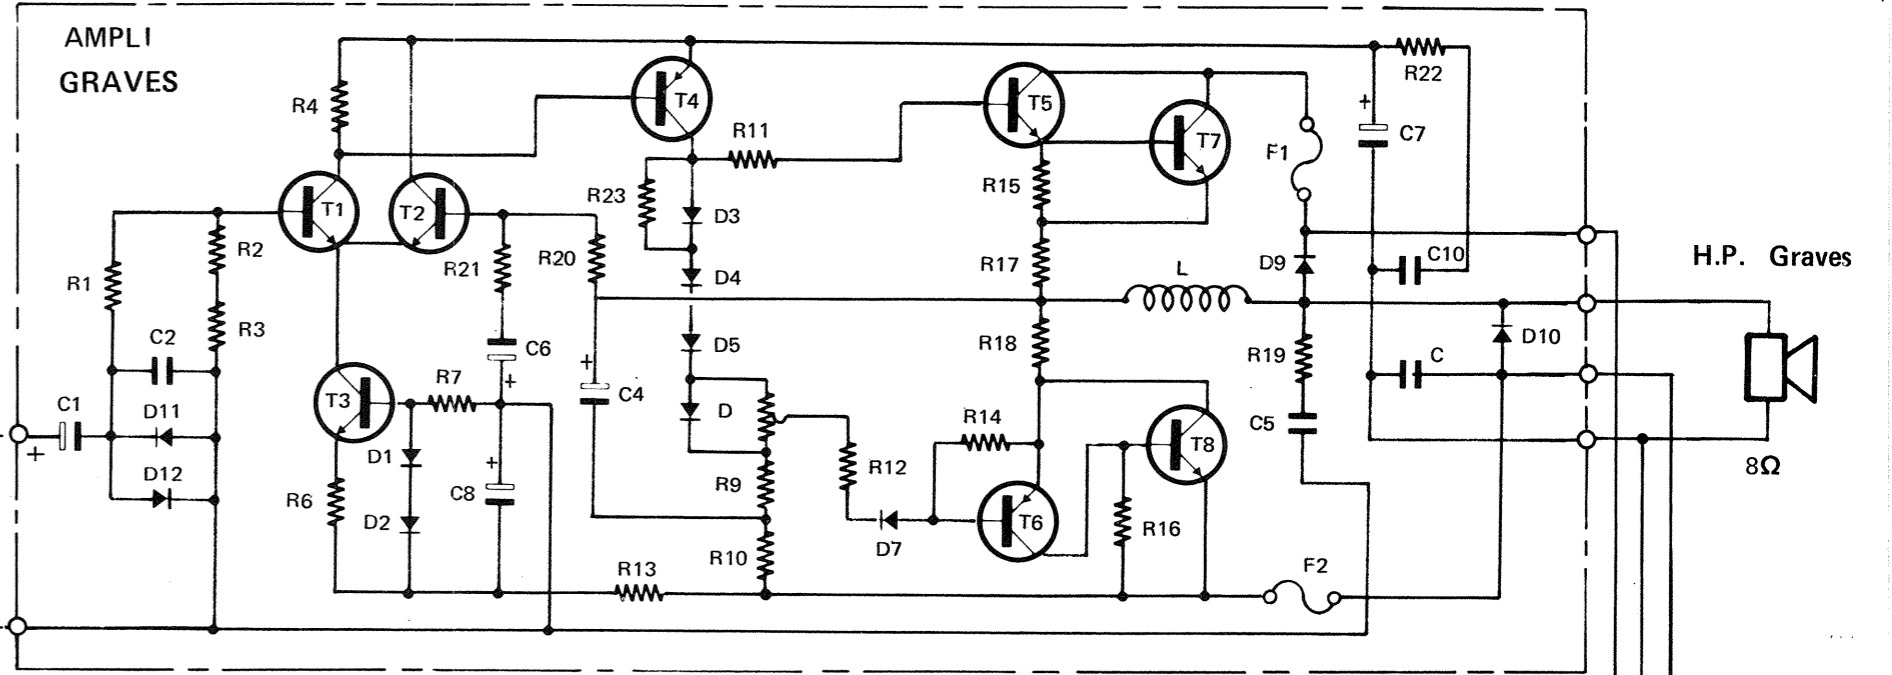 AMPLI
GRAVES
R4
T4
T5
R22
+
C7
R11
T7
F1
R23
R15
T1
T2
D3
R2
R21
R20
R17
D9
C10
H.P. Graves
R1
D4
L
R3
C2
C6
D5
R18
D10
R19
C
+
+
T3
R7
C4
D
C1
D11
R14
C5
T8
+
D1
+
R12
8Ω
D12
R6
C8
R9
D2
T6
R16
D7
R10
R13
F2